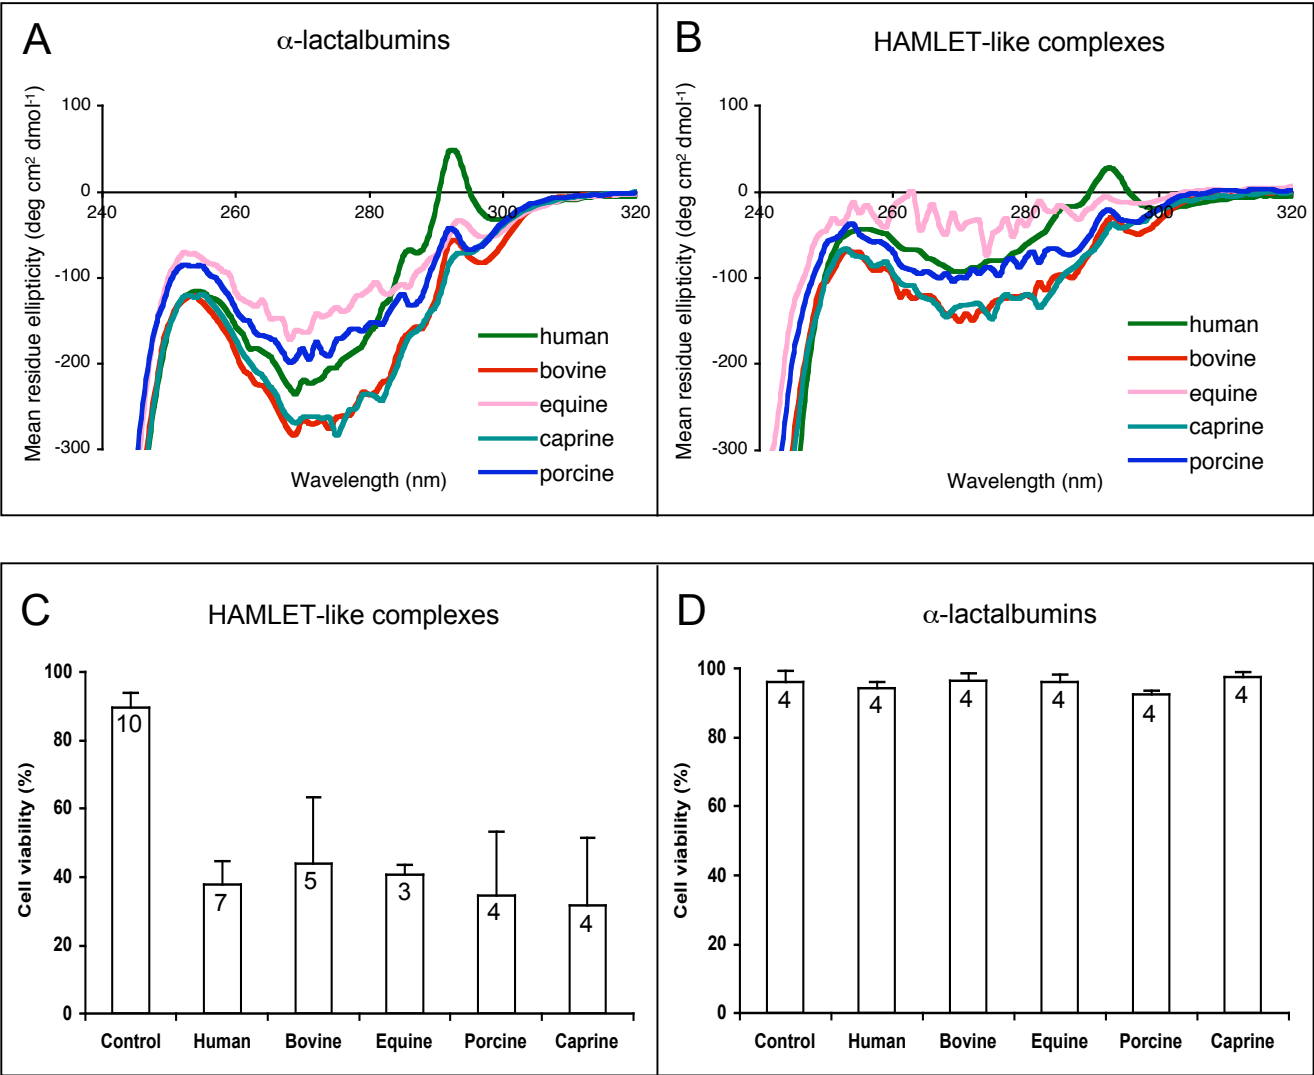 A
α-lactalbumins
Mean residue ellipticity (deg cm² dmol⁻¹)
100
0
-100
-200
-300
240
260
280
300
320
Wavelength (nm)
human
bovine
equine
caprine
porcine
B
HAMLET-like complexes
Mean residue ellipticity (deg cm² dmol⁻¹)
100
0
-100
-200
-300
240
260
280
300
320
Wavelength (nm)
human
bovine
equine
caprine
porcine
C
HAMLET-like complexes
Cell viability (%)
100
80
60
40
20
0
10
7
5
3
4
4
Control Human Bovine Equine Porcine Caprine
D
α-lactalbumins
Cell viability (%)
100
80
60
40
20
0
4
4
4
4
4
4
Control Human Bovine Equine Porcine Caprine